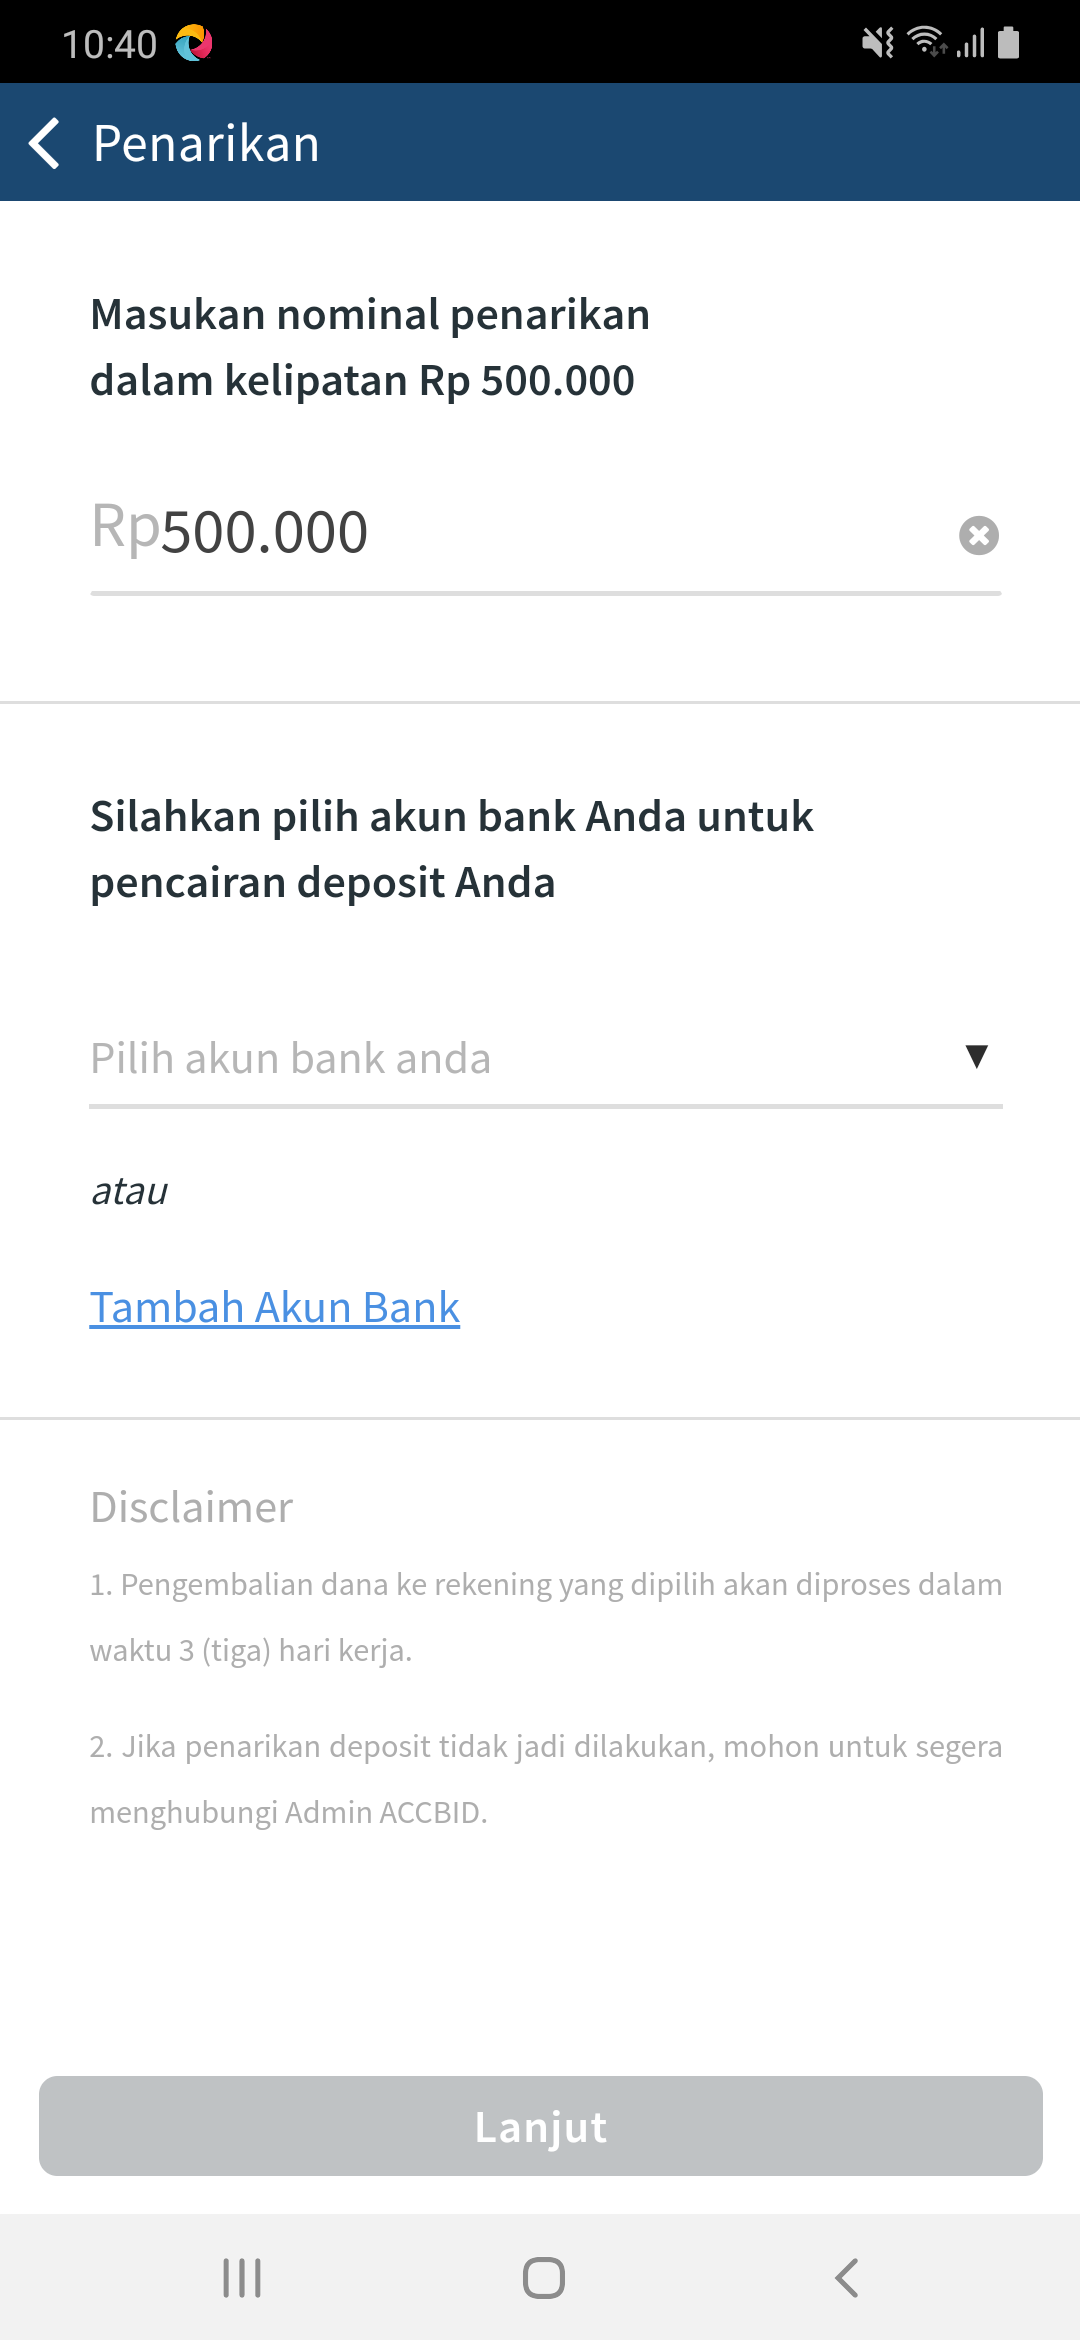 10:40
Penarikan
Masukan nominal penarikan
dalam kelipatan Rp 500.000
Rp500.000
Silahkan pilih akun bank Anda untuk
pencairan deposit Anda
Pilih akun bank anda
atau
Tambah Akun Bank
Disclaimer
1. Pengembalian dana ke rekening yang dipilih akan diproses dalam
waktu 3 (tiga) hari kerja.
2. Jika penarikan deposit tidak jadi dilakukan, mohon untuk segera
menghubungi Admin ACCBID.
Lanjut